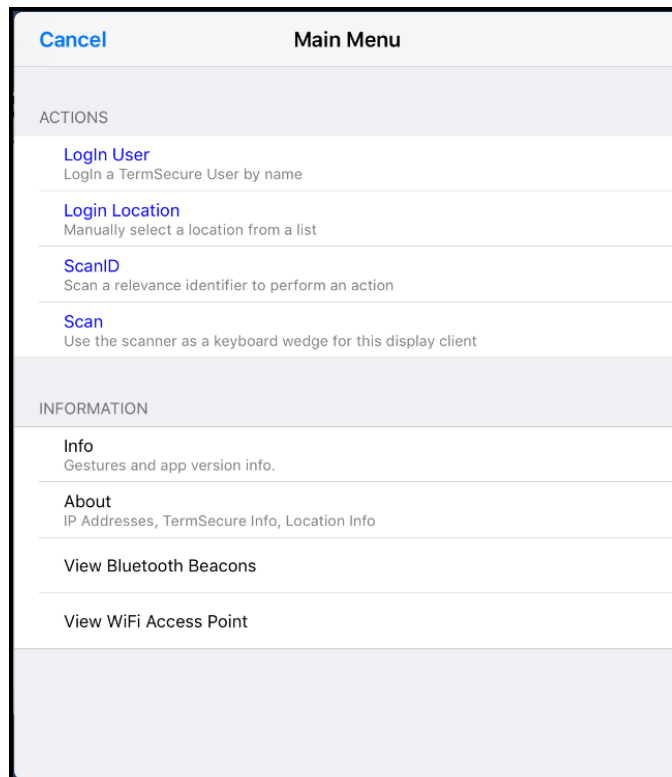 Cancel Main Menu
ACTIONS
LogIn User
LogIn a TermSecure User by name
Login Location
Manually select a location from a list
ScanID
Scan a relevance identifier to perform an action
Scan
Use the scanner as a keyboard wedge for this display client
INFORMATION
Info
Gestures and app version info.
About
IP Addresses, TermSecure Info, Location Info
View Bluetooth Beacons
View WiFi Access Point